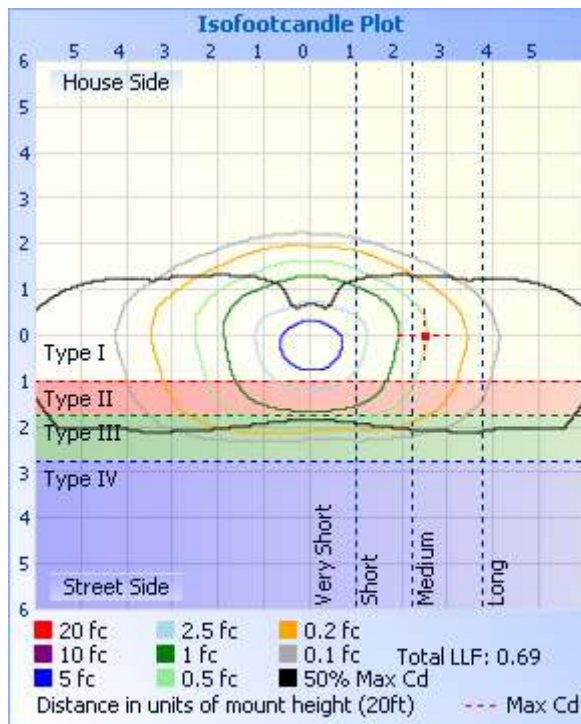 Isofootcandle Plot
5 4 3 2 1 0 1 2 3 4 5
6
House Side
5
4
3
2
1
0
Type I
1
Type II
2
Type III
3
Type IV
4
5
Street Side
6
Very Short
Short
Medium
Long
20 fc 2.5 fc 0.2 fc
10 fc 1 fc 0.1 fc Total LLF: 0.69
5 fc 0.5 fc 50% Max Cd
Distance in units of mount height (20ft) Max Cd